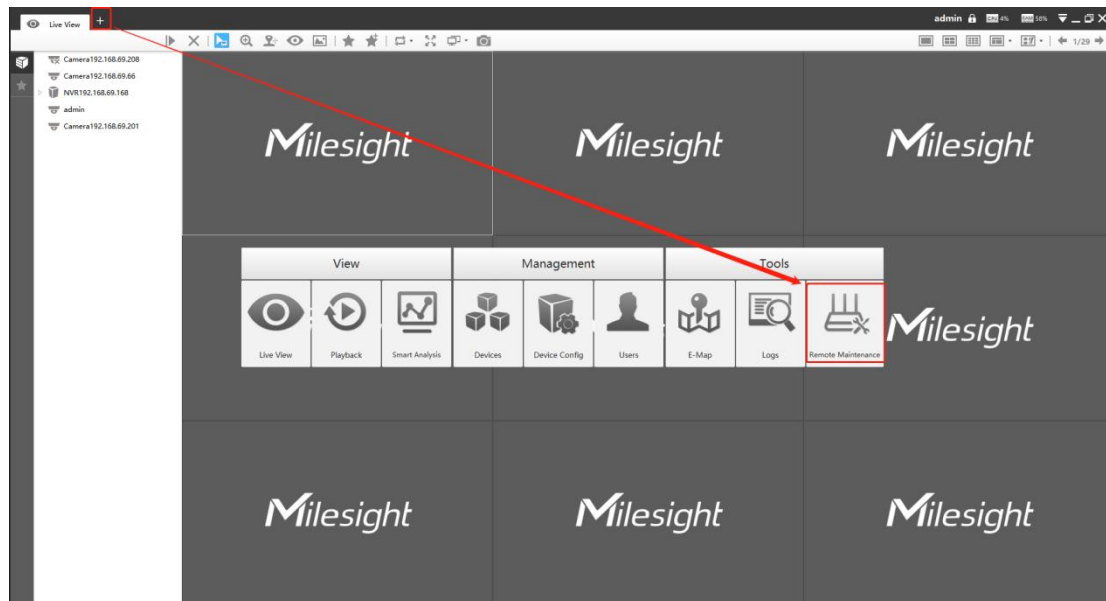 Live View +
admin 4% 58%
1/29
Camera192.168.69.208
Camera192.168.69.66
NVR192.168.69.168
admin
Camera192.168.69.201
Milesight Milesight Milesight
View Management Tools
Live View Playback Smart Analysis Devices Device Config Users E-Map Logs Remote Maintenance
Milesight
Milesight Milesight Milesight